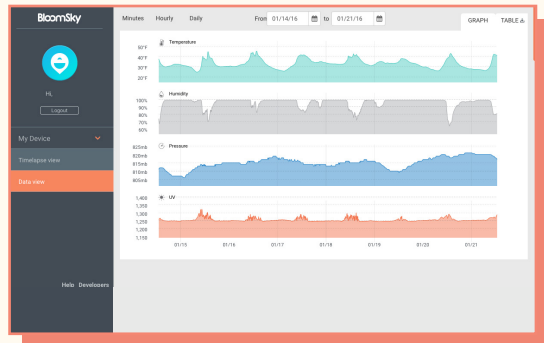 BloomSky
Minutes Hourly Daily From 01/14/16 to 01/21/16
GRAPH TABLE
Hi,
Logout
My Device
Timelapse view
Data view
Help Developers
Temperature
50°F
40°F
30°F
20°F
Humidity
100%
90%
80%
70%
60%
Pressure
825mb
820mb
815mb
810mb
805mb
UV
1,400
1,350
1,300
1,250
1,200
1,150
01/15 01/16 01/17 01/18 01/19 01/20 01/21